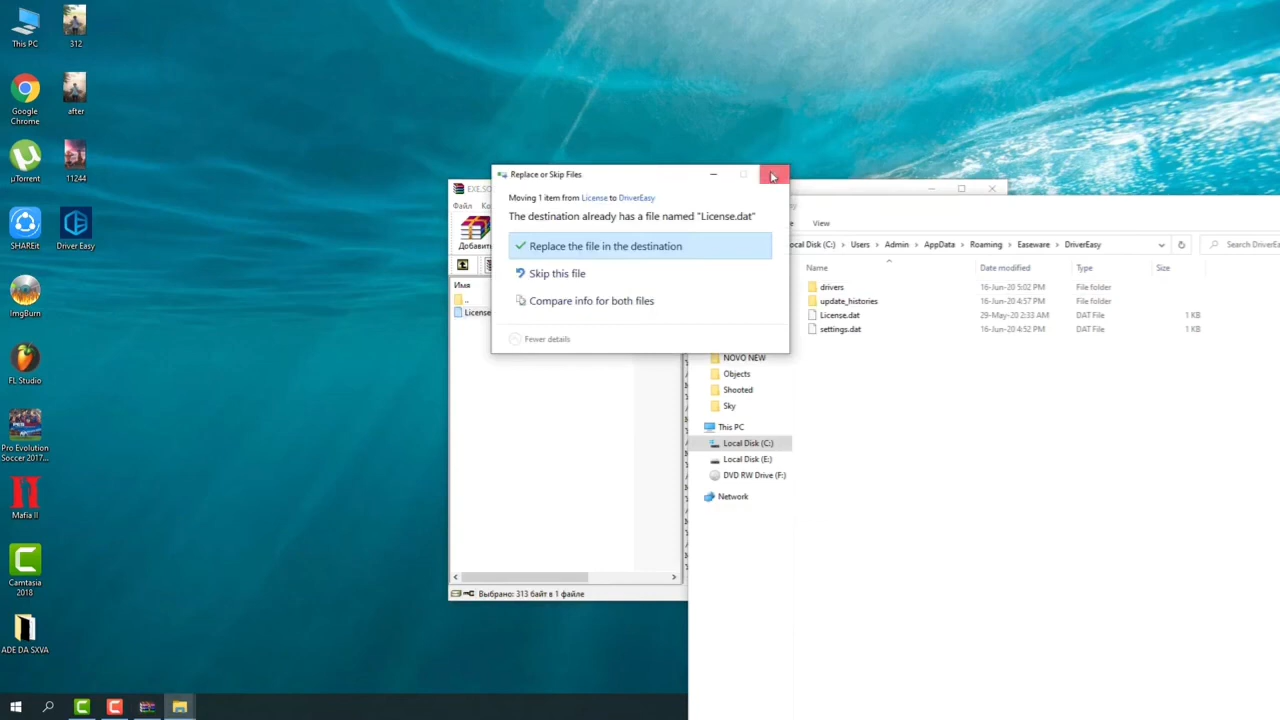 This PC
312
Google
Chrome
after
µTorrent
11244
SHAREit
Driver Easy
ImgBurn
FL Studio
Pro Evolution
Soccer 2017...
Mafia II
Camtasia
2018
ADE DA SXVA
Replace or Skip Files
Moving 1 item from License to DriverEasy
The destination already has a file named "License.dat"
Replace the file in the destination
Skip this file
Compare info for both files
Fewer details
EXE.SO
Файл
Ко
Добавить
Имя
..
License
Выбрано: 313 байт в 1 файле
View
ocal Disk (C:) > Users > Admin > AppData > Roaming > Easeware > DriverEasy
Search DriverEa
Name
Date modified
Type
Size
drivers
16-Jun-20 5:02 PM
File folder
update_histories
16-Jun-20 4:57 PM
File folder
License.dat
29-May-20 2:33 AM
DAT File
1 KB
settings.dat
16-Jun-20 4:52 PM
DAT File
1 KB
NOVO NEW
Objects
Shooted
Sky
This PC
Local Disk (C:)
Local Disk (E:)
DVD RW Drive (F:)
Network